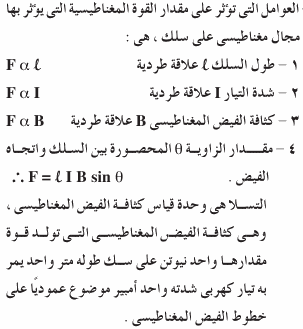 العوامل التى تؤثر على مقدار القوة المغناطيسية التى يؤثر بها
مجال مغناطيسى على سلك ، هى :
١ – طول السلك ℓ علاقة طردية F α ℓ
٢ – شدة التيار I علاقة طردية F α I
٣ – كثافة الفيض المغناطيسى B علاقة طردية F α B
٤ – مقدار الزاوية θ المحصورة بين السلك واتجاه
الفيض . ∴ F = ℓ I B sin θ
التسلا هى وحدة قياس كثافة الفيض المغناطيسى ،
وهى كثافة الفيض المغناطيسى التى تولد قوة
مقدارها واحد نيوتن على سلك طوله متر واحد يمر
به تيار كهربى شدته واحد أمبير موضوع عموديًا على
خطوط الفيض المغناطيسى .